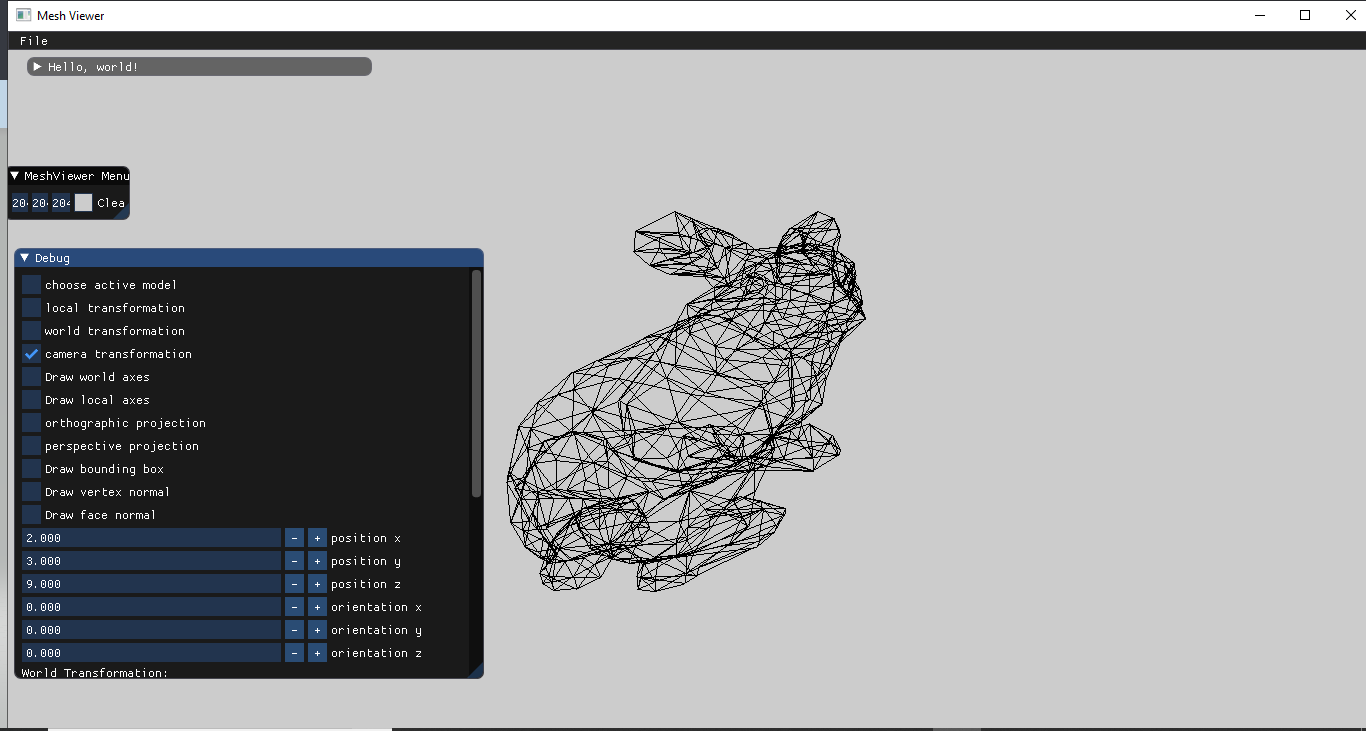 Mesh Viewer
File
Hello, world!
MeshViewer Menu
20 20 204 Clea
Debug
choose active model
local transformation
world transformation
camera transformation
Draw world axes
Draw local axes
orthographic projection
perspective projection
Draw bounding box
Draw vertex normal
Draw face normal
2.000 - + position x
3.000 - + position y
9.000 - + position z
0.000 - + orientation x
0.000 - + orientation y
0.000 - + orientation z
World Transformation: